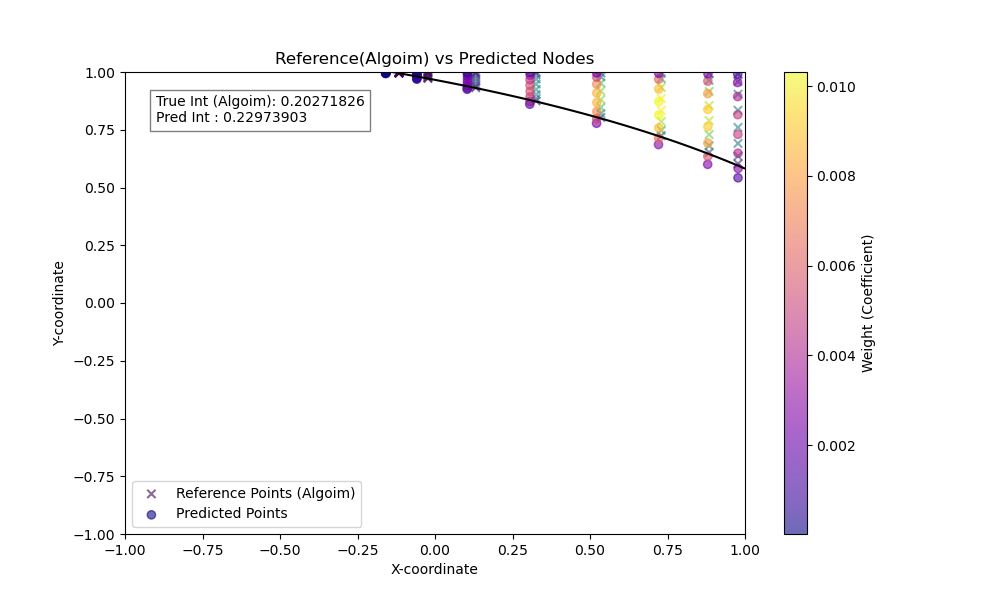 Reference(Algoim) vs Predicted Nodes
True Int (Algoim): 0.20271826
Pred Int : 0.22973903
1.00
0.75
0.50
0.25
0.00
−0.25
−0.50
−0.75
−1.00
Y-coordinate
Reference Points (Algoim)
Predicted Points
−1.00 −0.75 −0.50 −0.25 0.00 0.25 0.50 0.75 1.00
X-coordinate
0.010
0.008
0.006
0.004
0.002
Weight (Coefficient)